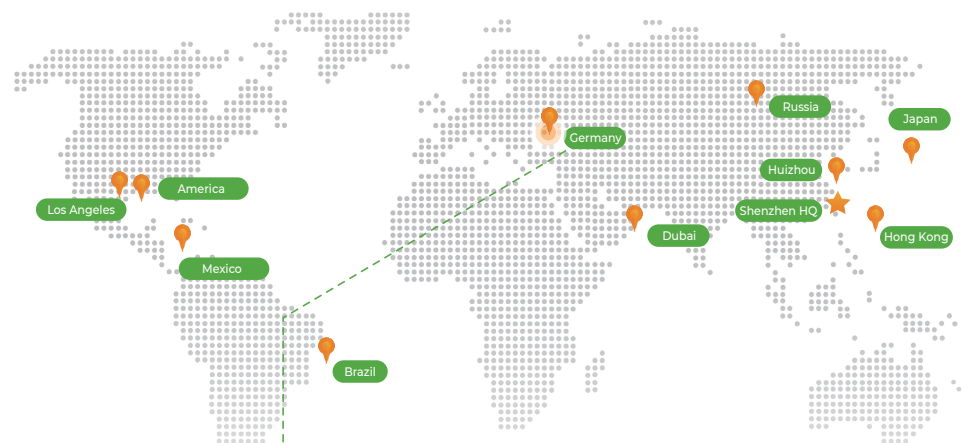 Russia
Japan
Germany
Huizhou
America
Los Angeles
Shenzhen HQ
Dubai
Hong Kong
Mexico
Brazil